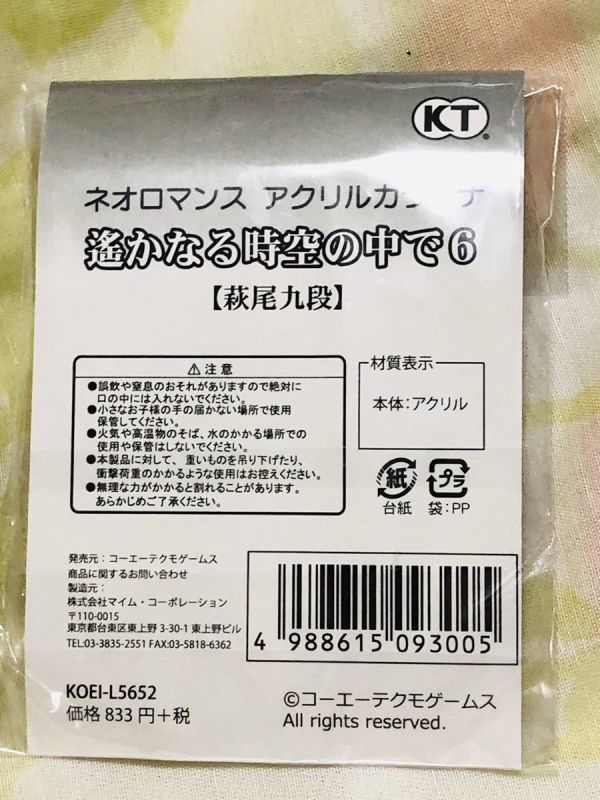 KT
ネオロマンス アクリルカラ ナ
遙かなる時空の中で6
【萩尾九段】
⚠注意
●誤飲や窒息のおそれがありますので絶対に
口の中には入れないでください。
●小さなお子様の手の届かない場所で使用
保管してください。
●火気や高温物のそば、水のかかる場所での
使用や保管はしないでください。
●本製品に対して、重いものを吊り下げたり、
衝撃荷重のかかるような使用はお控えください。
●無理な力がかかると割れることがあります。
あらかじめご了承ください。
材質表示
本体:アクリル
紙
台紙
プラ
袋:PP
発売元:コーエーテクモゲームス
商品に関するお問い合わせ
製造元:
株式会社マイム・コーポレーション
〒110-0015
東京都台東区東上野 3-30-1 東上野ビル
TEL:03-3835-2551 FAX:03-5818-6362
4 988615 093005
KOEI-L5652
価格 833 円+税
©コーエーテクモゲームス
All rights reserved.